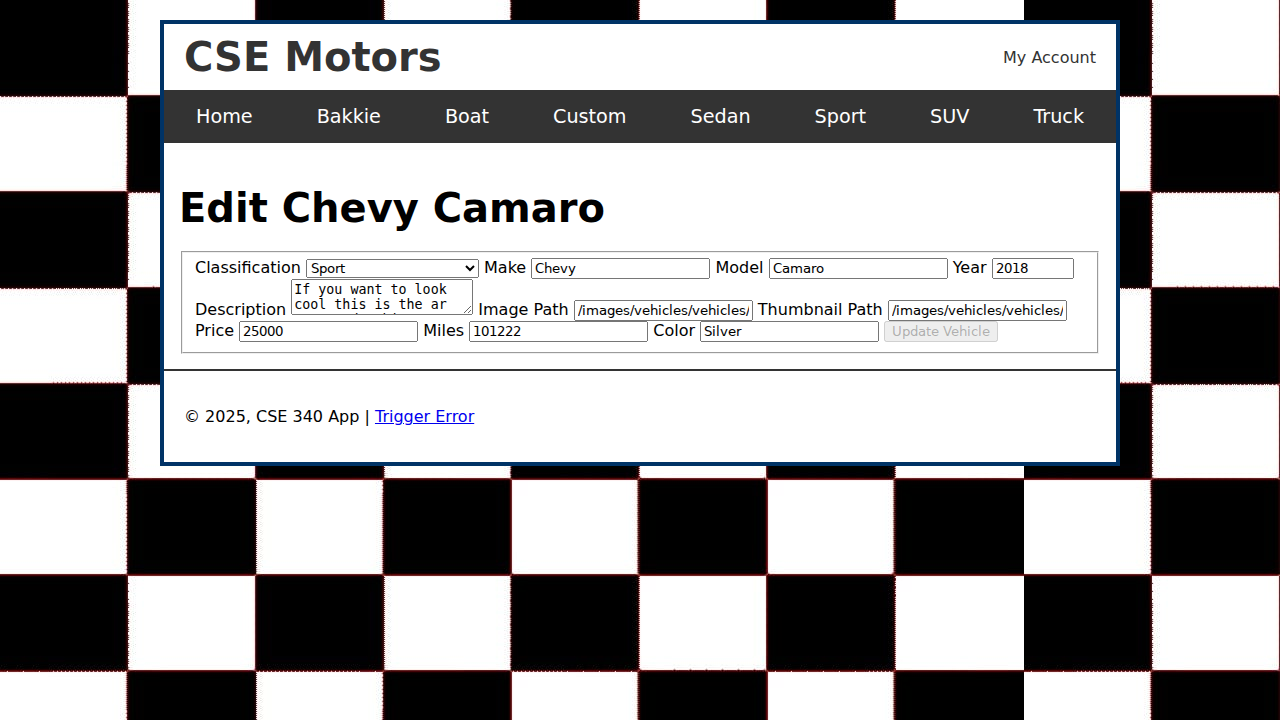 CSE Motors
My Account
Home Bakkie Boat Custom Sedan Sport SUV Truck
Edit Chevy Camaro
Classification Sport Make Chevy Model Camaro Year 2018
Description If you want to look
cool this is the ar
Image Path /images/vehicles/vehicles/ Thumbnail Path /images/vehicles/vehicles/
Price 25000 Miles 101222 Color Silver Update Vehicle
© 2025, CSE 340 App | Trigger Error